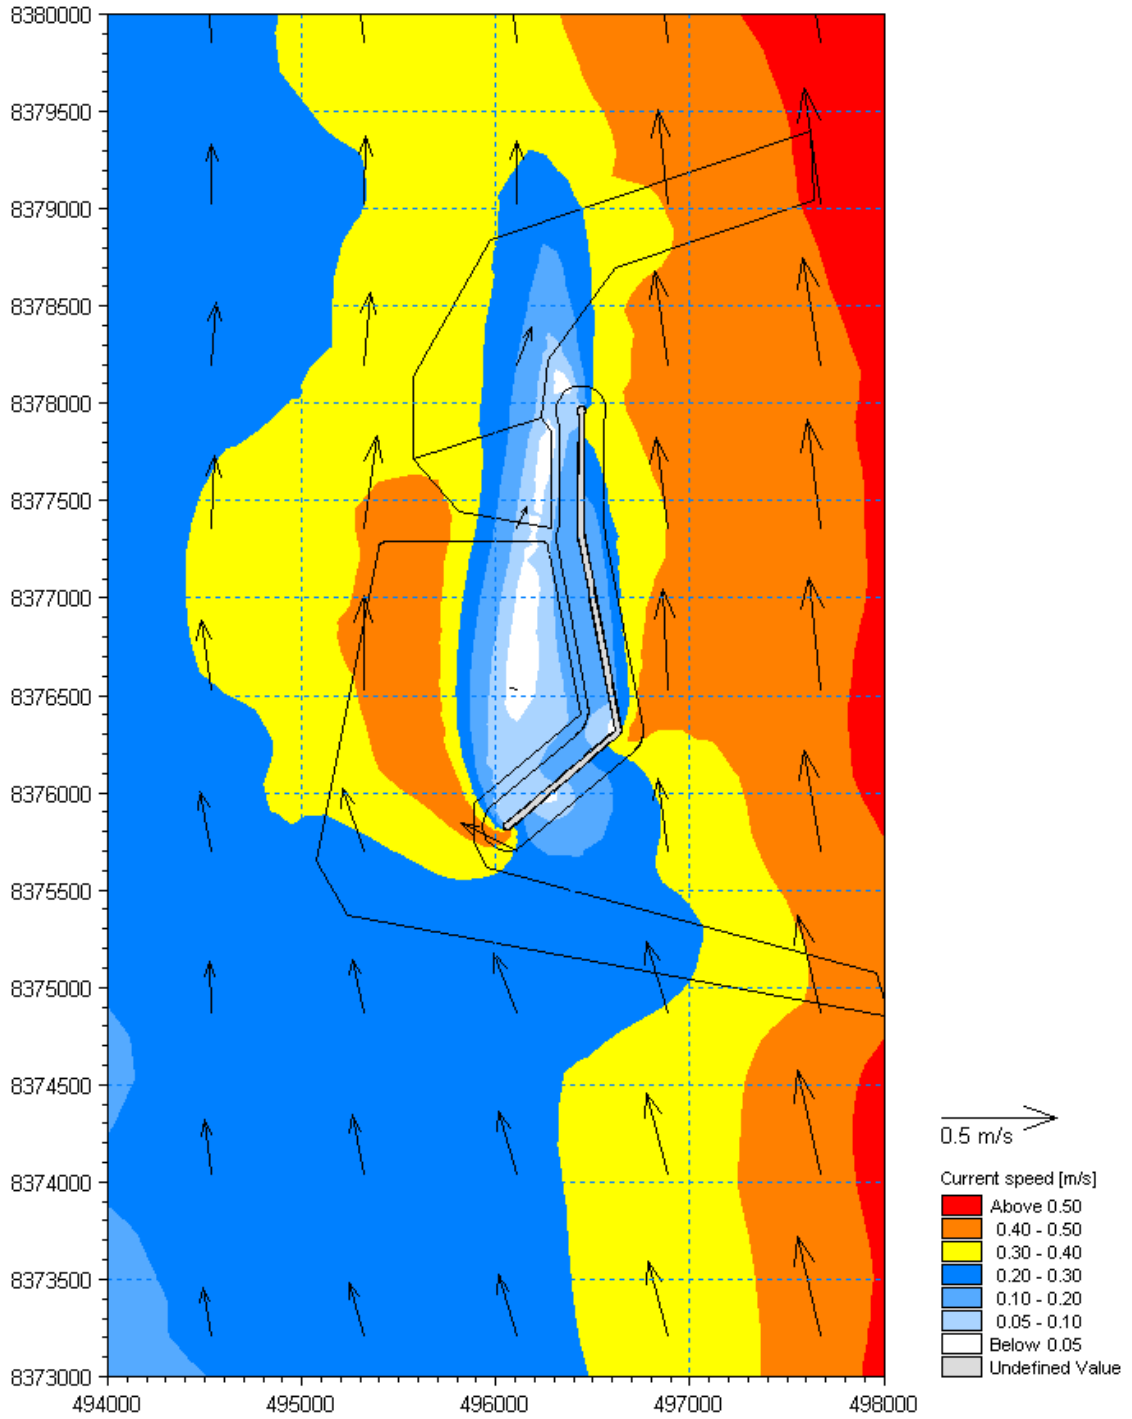 8380000
8379500
8379000
8378500
8378000
8377500
8377000
8376500
8376000
8375500
8375000
8374500
8374000
8373500
8373000
494000 495000 496000 497000 498000
0.5 m/s
Current speed [m/s]
Above 0.50
0.40 - 0.50
0.30 - 0.40
0.20 - 0.30
0.10 - 0.20
0.05 - 0.10
Below 0.05
Undefined Value